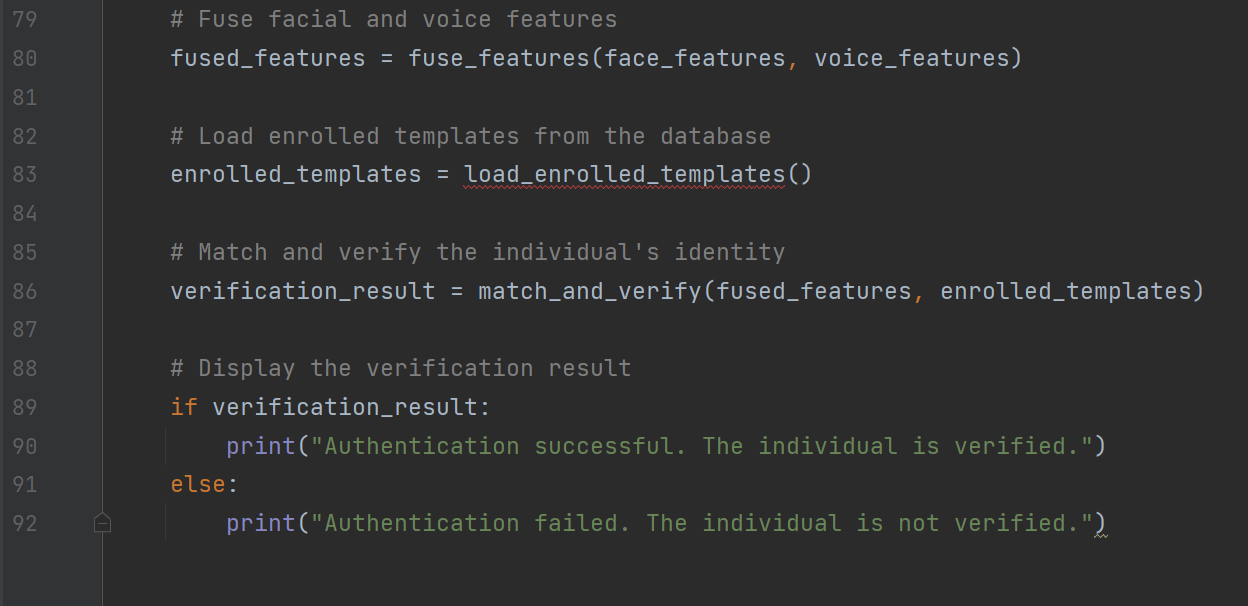 79 # Fuse facial and voice features
80 fused_features = fuse_features(face_features, voice_features)
81
82 # Load enrolled templates from the database
83 enrolled_templates = load_enrolled_templates()
84
85 # Match and verify the individual's identity
86 verification_result = match_and_verify(fused_features, enrolled_templates)
87
88 # Display the verification result
89 if verification_result:
90 print("Authentication successful. The individual is verified.")
91 else:
92 print("Authentication failed. The individual is not verified.")